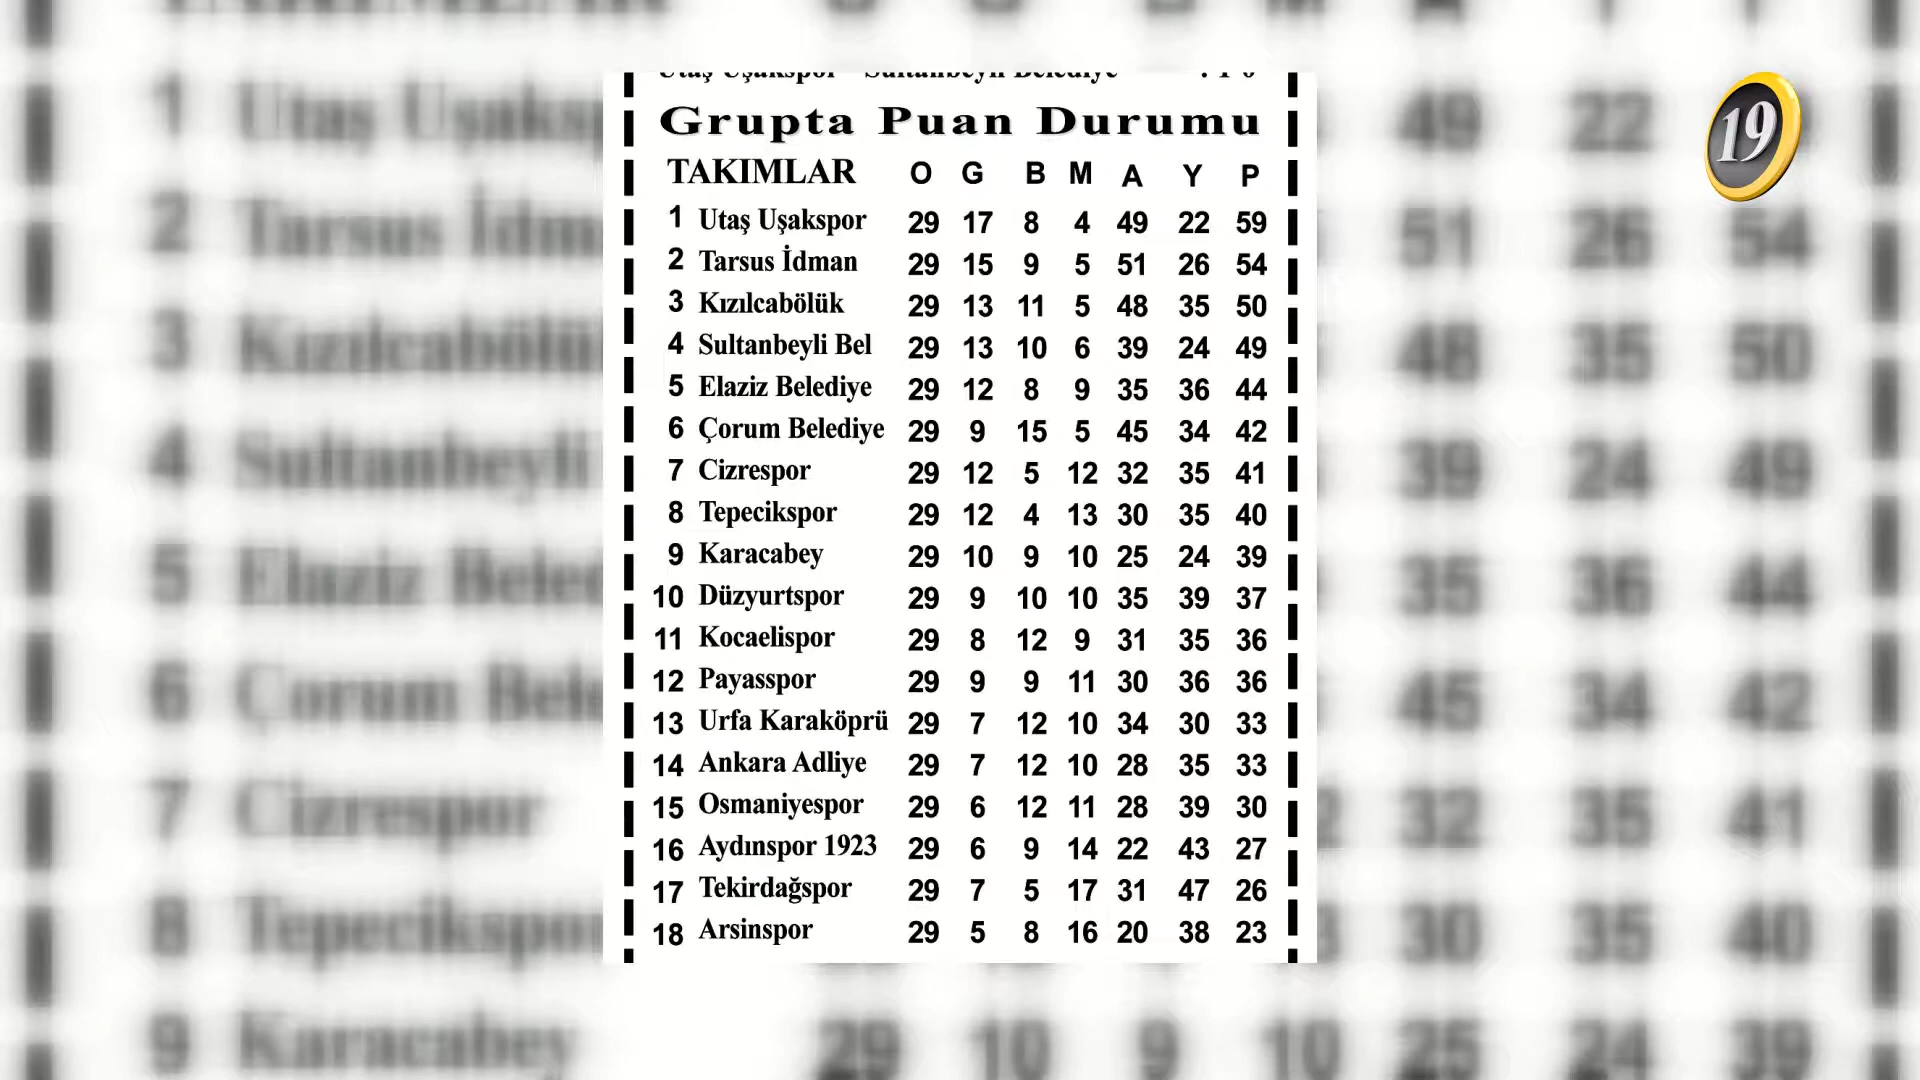 Utaş Uşakspor - Sultanbeyli Belediye : 1-0
Grupta Puan Durumu
TAKIMLAR O G B M A Y P
1 Utaş Uşakspor 29 17 8 4 49 22 59
2 Tarsus İdman 29 15 9 5 51 26 54
3 Kızılcabölük 29 13 11 5 48 35 50
4 Sultanbeyli Bel 29 13 10 6 39 24 49
5 Elaziz Belediye 29 12 8 9 35 36 44
6 Çorum Belediye 29 9 15 5 45 34 42
7 Cizrespor 29 12 5 12 32 35 41
8 Tepecikspor 29 12 4 13 30 35 40
9 Karacabey 29 10 9 10 25 24 39
10 Düzyurtspor 29 9 10 10 35 39 37
11 Kocaelispor 29 8 12 9 31 35 36
12 Payasspor 29 9 9 11 30 36 36
13 Urfa Karaköprü 29 7 12 10 34 30 33
14 Ankara Adliye 29 7 12 10 28 35 33
15 Osmaniyespor 29 6 12 11 28 39 30
16 Aydınspor 1923 29 6 9 14 22 43 27
17 Tekirdağspor 29 7 5 17 31 47 26
18 Arsinspor 29 5 8 16 20 38 23
19